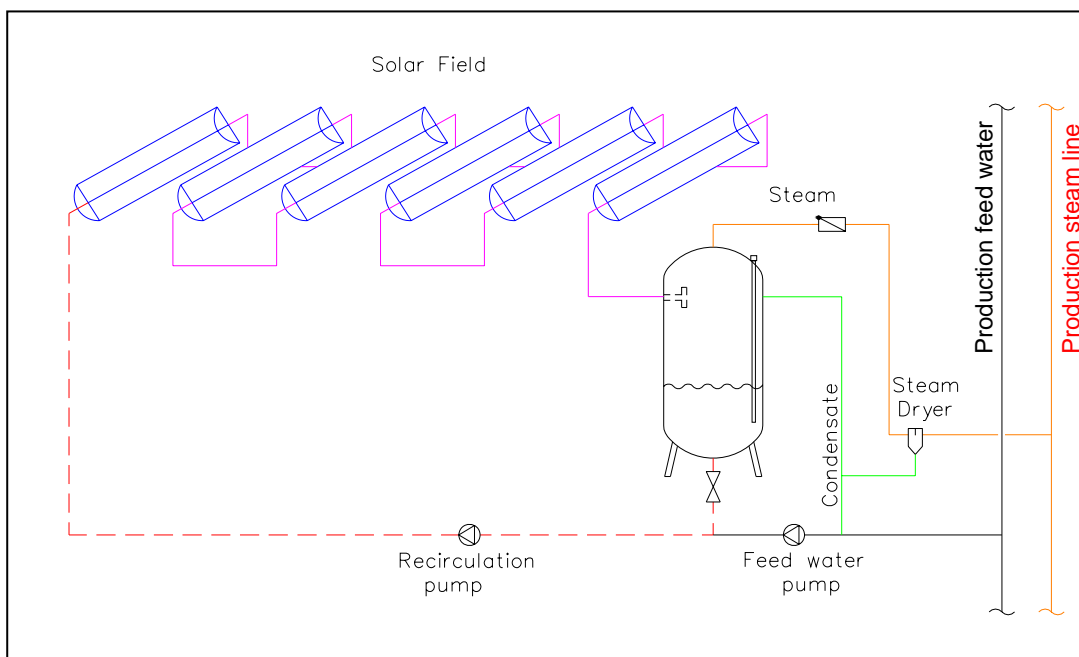 Solar Field
Steam
Production feed water
Production steam line
Steam
Dryer
Condensate
Recirculation
pump
Feed water
pump